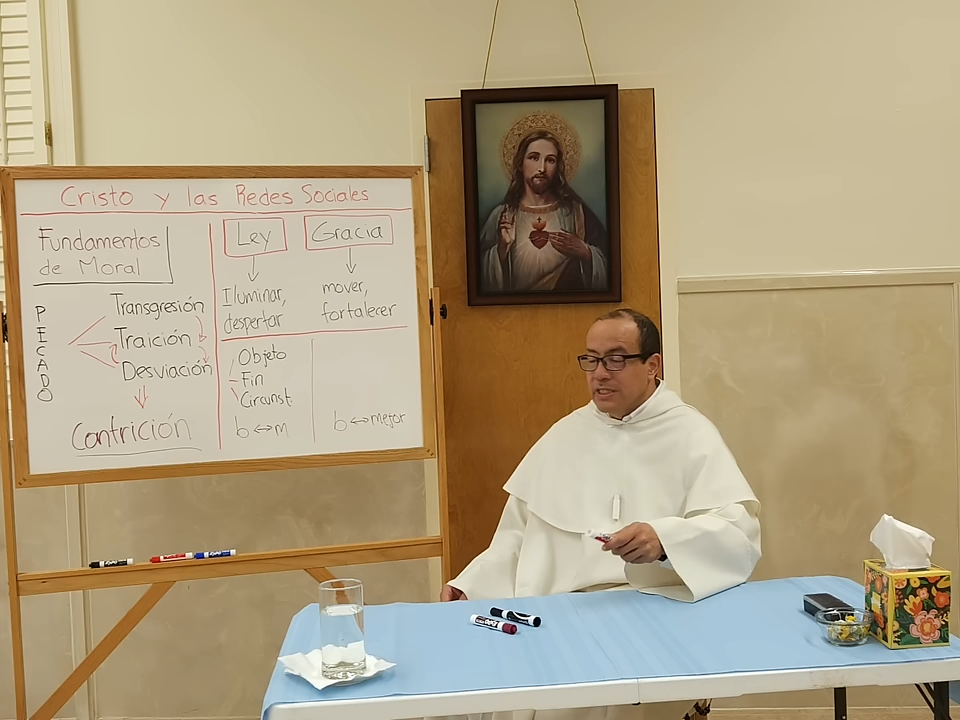 Cristo y las Redes Sociales
Fundamentos
de Moral
PECADO
Transgresión
Traición
Desviación
Contrición
Ley
Iluminar,
despertar
Gracia
mover,
fortalecer
Objeto
Fin
Circunst.
b↔m
b↔mejor